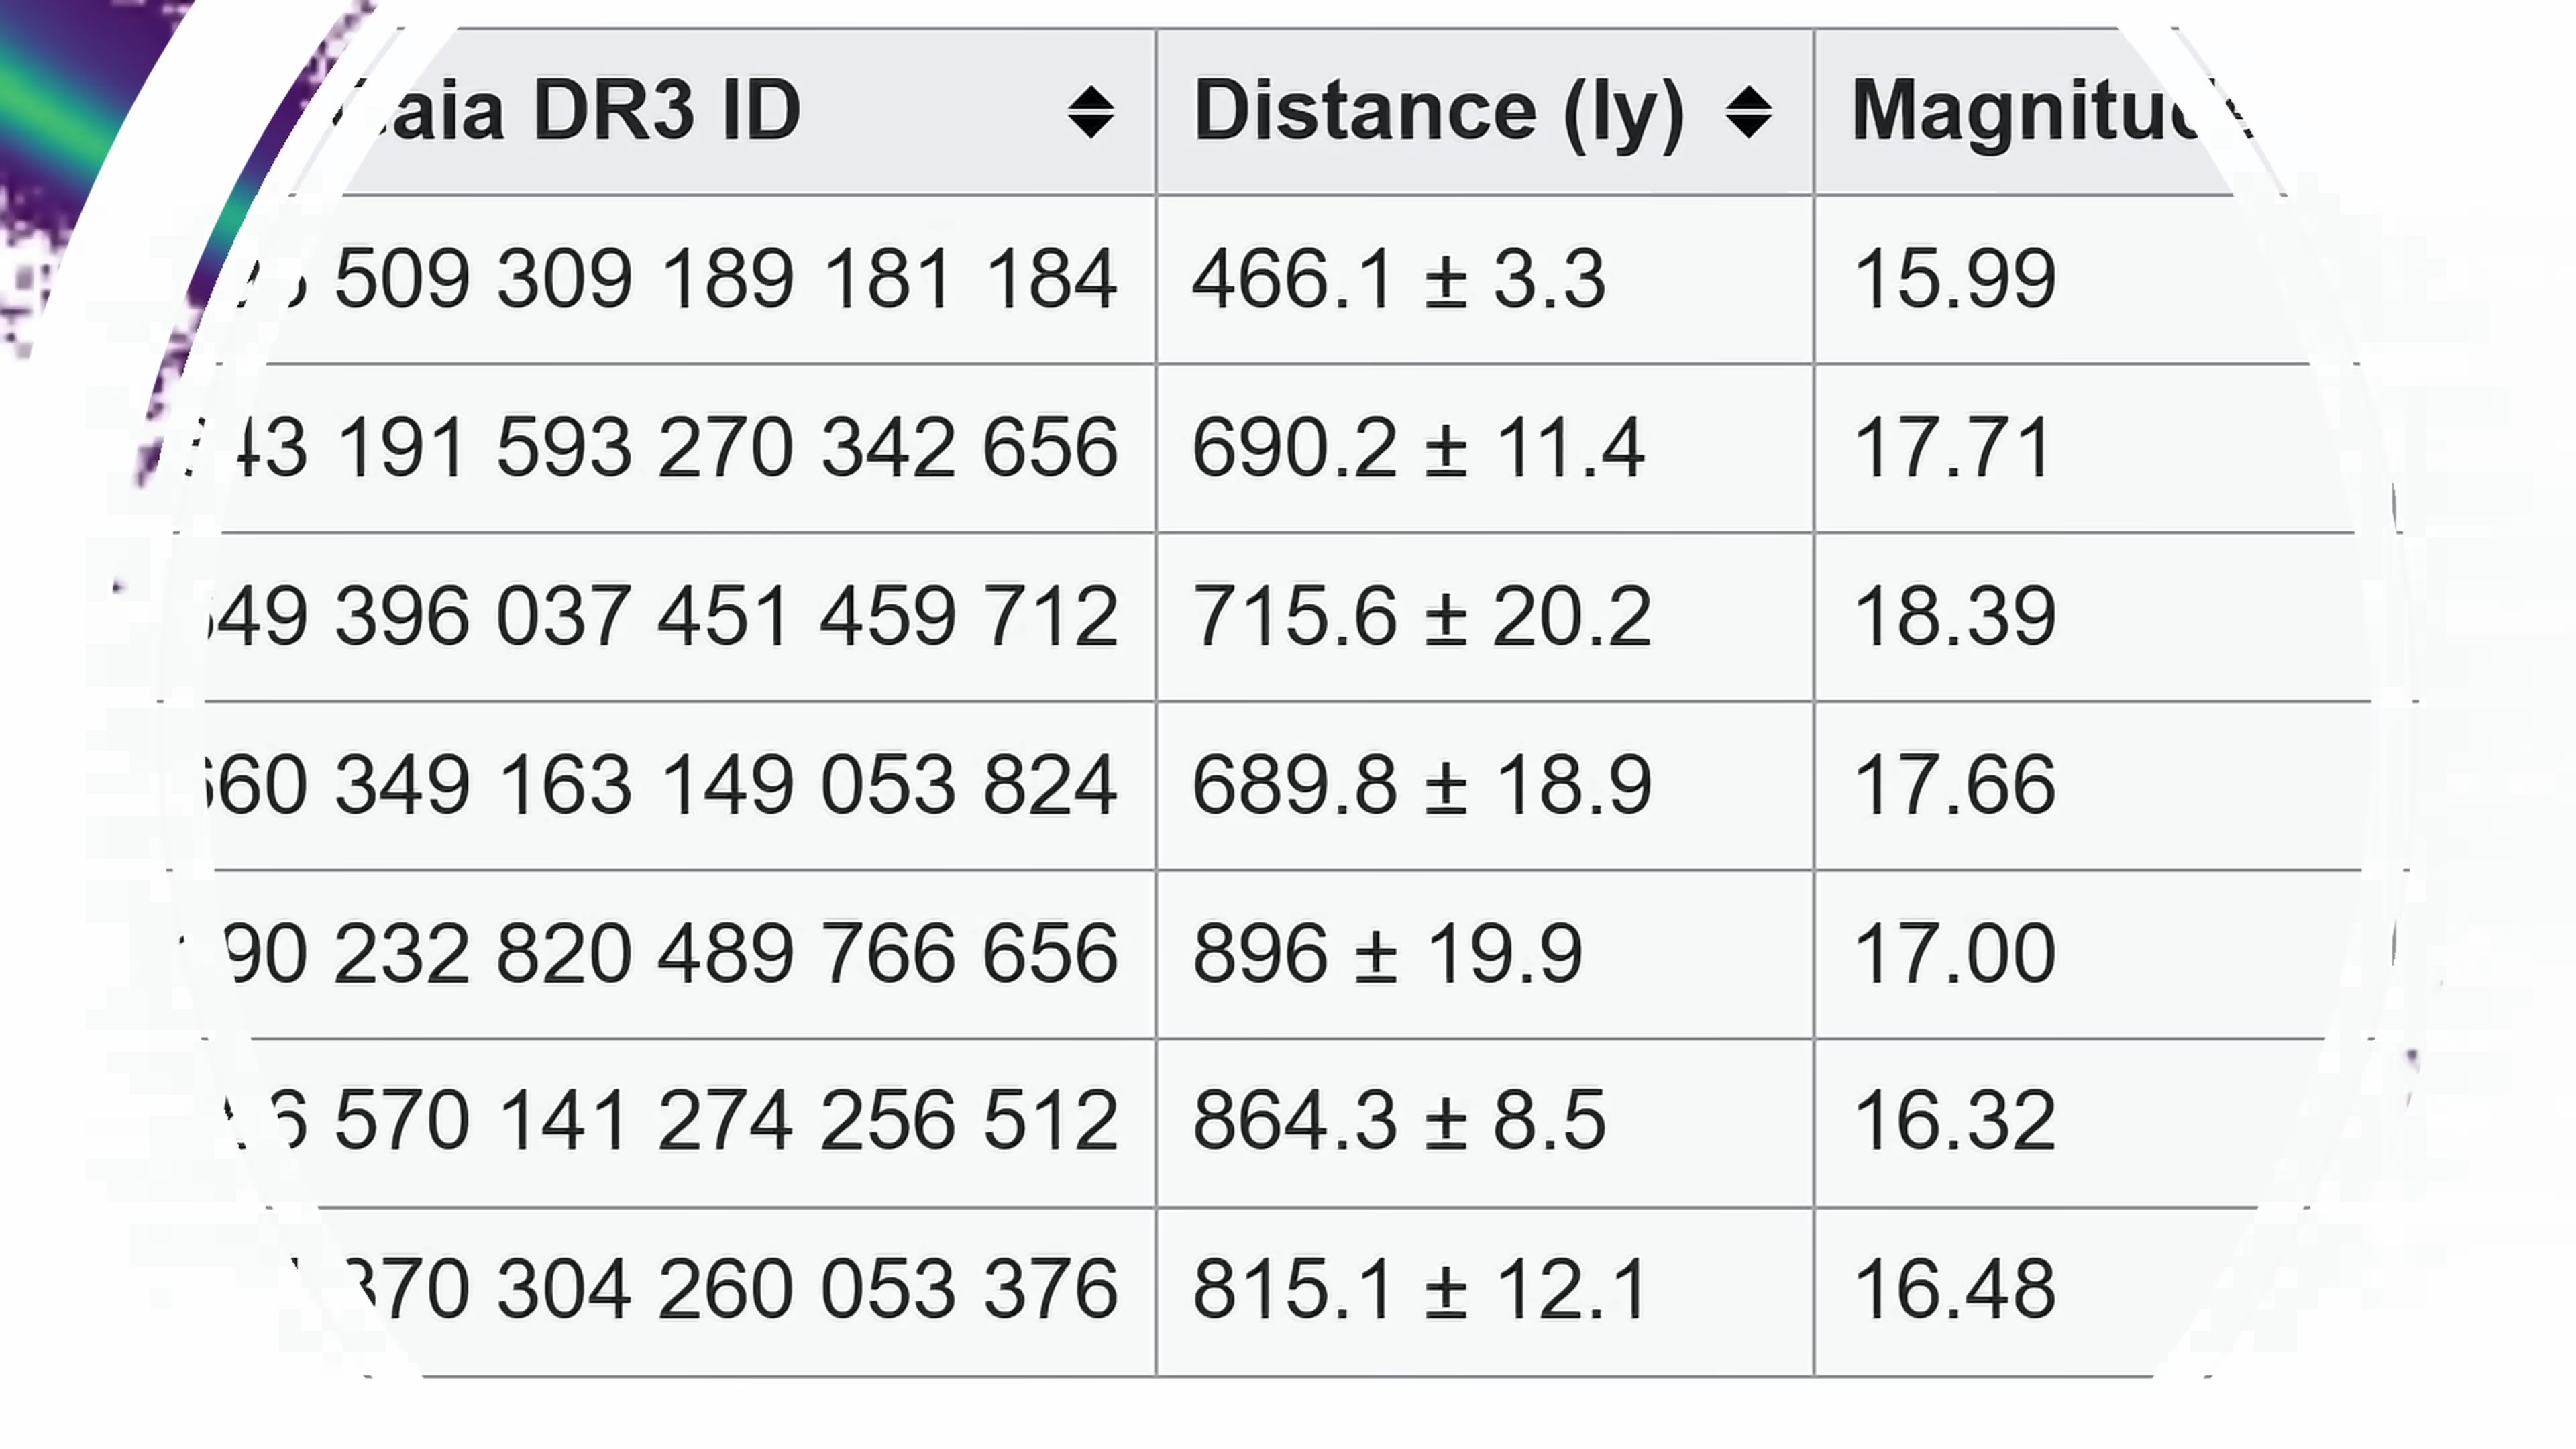 DR3 ID Distance (ly)
509 309 189 181 184 466.1 ± 3.3 15.99
43 191 593 270 342 656 690.2 ± 11.4 17.71
49 396 037 451 459 712 715.6 ± 20.2 18.39
60 349 163 149 053 824 689.8 ± 18.9 17.66
90 232 820 489 766 656 896 ± 19.9 17.00
6 570 141 274 256 512 864.3 ± 8.5 16.32
370 304 260 053 376 815.1 ± 12.1 16.48